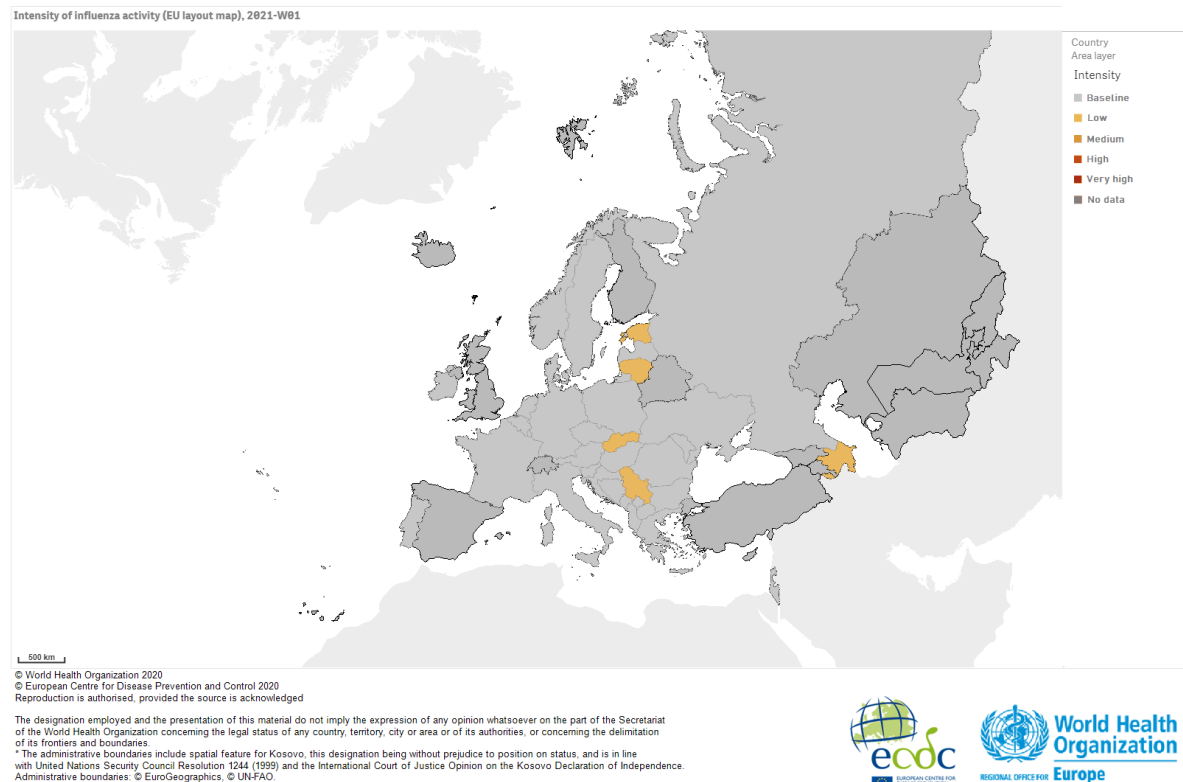 Intensity of influenza activity (EU layout map), 2021-W01
Country
Area layer
Intensity
Baseline
Low
Medium
High
Very high
No data
500 km
© World Health Organization 2020
© European Centre for Disease Prevention and Control 2020
Reproduction is authorised, provided the source is acknowledged
The designation employed and the presentation of this material do not imply the expression of any opinion whatsoever on the part of the Secretariat
of the World Health Organization concerning the legal status of any country, territory, city or area or of its authorities, or concerning the delimitation
of its frontiers and boundaries.
* The administrative boundaries include spatial feature for Kosovo, this designation being without prejudice to position on status, and is in line
with United Nations Security Council Resolution 1244 (1999) and the International Court of Justice Opinion on the Kosovo Declaration of Independence.
Administrative boundaries: © EuroGeographics, © UN-FAO.
ecdc
EUROPEAN CENTRE FOR
World Health
Organization
REGIONAL OFFICE FOR Europe